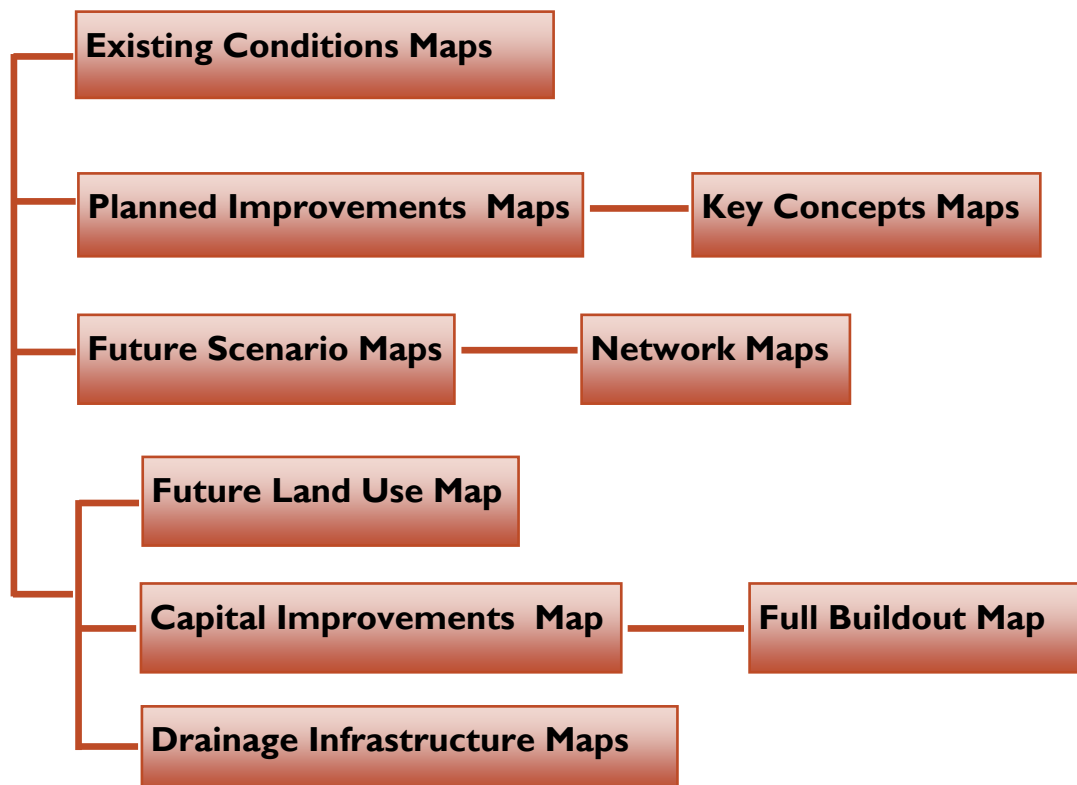 Existing Conditions Maps
Planned Improvements  Maps
Key Concepts Maps
Future Scenario Maps
Network Maps
Future Land Use Map
Capital Improvements  Map
Full Buildout Map
Drainage Infrastructure Maps